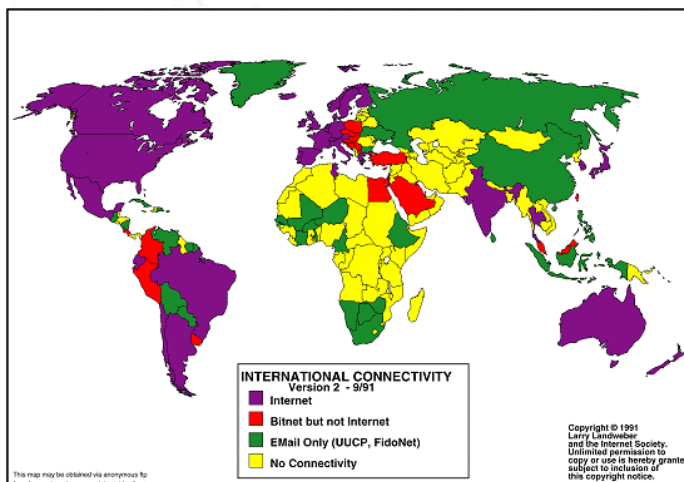 INTERNATIONAL CONNECTIVITY
Version 2 - 9/91
Internet
Bitnet but not Internet
EMail Only (UUCP, FidoNet)
No Connectivity
Copyright © 1991
Larry Landweber
and the Internet Society.
Unlimited permission to
copy or use is hereby grante
subject to inclusion of
this copyright notice.
This map may be obtained via anonymous ftp